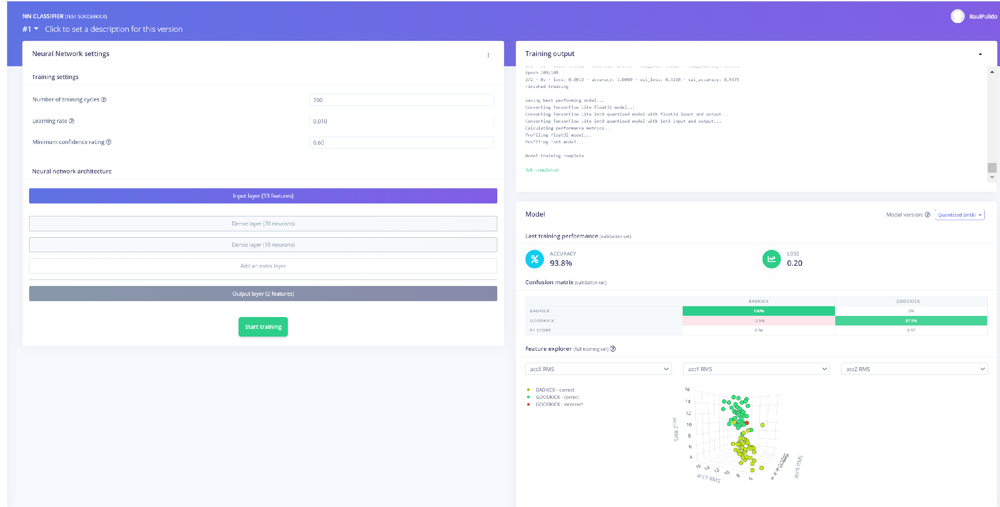 NN CLASSIFIER (TEST-SOCCERKICK)
RaulPulido
#1 Click to set a description for this version
Neural Network settings
Training settings
Number of training cycles
100
Learning rate
0.010
Minimum confidence rating
0.60
Neural network architecture
Input layer (33 features)
Dense layer (20 neurons)
Dense layer (10 neurons)
Add an extra layer
Output layer (2 features)
Start training
Training output
Epoch 100/100
2/2 - 0s - loss: 0.0012 - accuracy: 1.0000 - val_loss: 0.3228 - val_accuracy: 0.9375
Finished training
Saving best performing model...
Converting TensorFlow Lite float32 model...
Converting TensorFlow Lite int8 quantized model with float32 input and output...
Converting TensorFlow Lite int8 quantized model with int8 input and output...
Calculating performance metrics...
Profiling float32 model...
Profiling int8 model...
Model training complete
Job completed
Model
Model version: Quantized (int8)
Last training performance (validation set)
% ACCURACY
93.8%
LOSS
0.20
Confusion matrix (validation set)
BADKICK GOODKICK
BADKICK 100% 0%
GOODKICK 12.5% 87.5%
F1 SCORE 0.94 0.93
Feature explorer (full training set)
accX RMS accY RMS accZ RMS
BADKICK - correct
GOODKICK - correct
GOODKICK - incorrect
16
14
12
10
8
6
4
accZ RMS
16 14 12 10 8 6
accY RMS
4 6 8 10 16 18
accX RMS